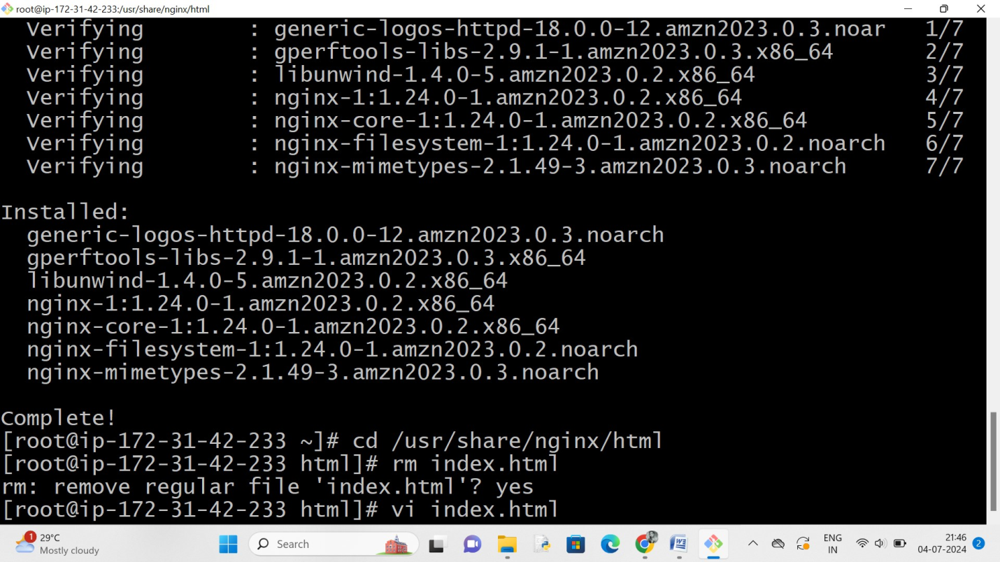 root@ip-172-31-42-233:/usr/share/nginx/html
Verifying : generic-logos-httpd-18.0.0-12.amzn2023.0.3.noar 1/7
Verifying : gperftools-libs-2.9.1-1.amzn2023.0.3.x86_64 2/7
Verifying : libunwind-1.4.0-5.amzn2023.0.2.x86_64 3/7
Verifying : nginx-1:1.24.0-1.amzn2023.0.2.x86_64 4/7
Verifying : nginx-core-1:1.24.0-1.amzn2023.0.2.x86_64 5/7
Verifying : nginx-filesystem-1:1.24.0-1.amzn2023.0.2.noarch 6/7
Verifying : nginx-mimetypes-2.1.49-3.amzn2023.0.3.noarch 7/7
Installed:
generic-logos-httpd-18.0.0-12.amzn2023.0.3.noarch
gperftools-libs-2.9.1-1.amzn2023.0.3.x86_64
libunwind-1.4.0-5.amzn2023.0.2.x86_64
nginx-1:1.24.0-1.amzn2023.0.2.x86_64
nginx-core-1:1.24.0-1.amzn2023.0.2.x86_64
nginx-filesystem-1:1.24.0-1.amzn2023.0.2.noarch
nginx-mimetypes-2.1.49-3.amzn2023.0.3.noarch
Complete!
[root@ip-172-31-42-233 ~]# cd /usr/share/nginx/html
[root@ip-172-31-42-233 html]# rm index.html
rm: remove regular file 'index.html'? yes
[root@ip-172-31-42-233 html]# vi index.html
1 29°C
Mostly cloudy
Search
ENG
IN
21:46
04-07-2024 2